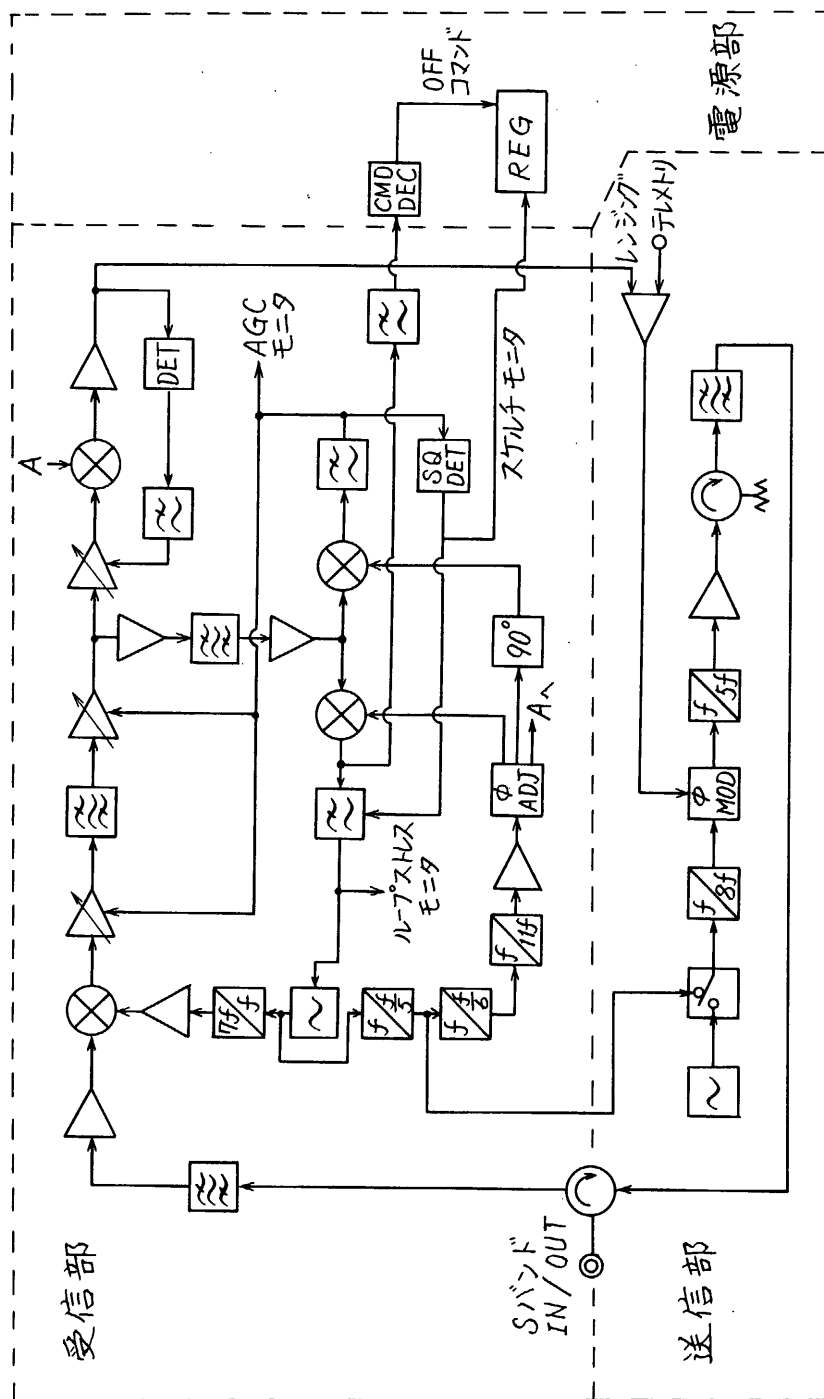 受信部
A
DET
AGC
モニタ
CMD
DEC
OFF
コマンド
REG
電源部
SQ
DET
スケルチモニタ
90°
Aへ
φ
ADJ
ループストレス
モニタ
7f/f
f
f/5
f
f/6
f/11f
Sバンド
IN/OUT
送信部
f/8f
φ
MOD
f/5f
レンジング
テレメトリ